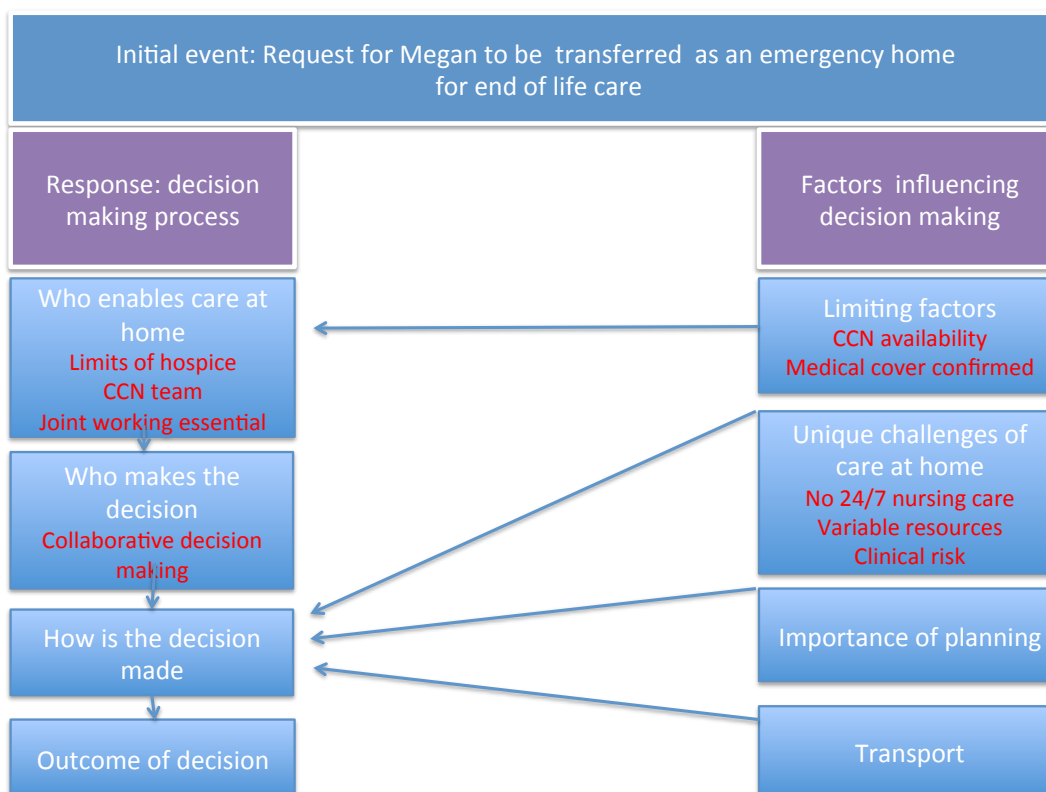 Initial event: Request for Megan to be transferred as an emergency home
for end of life care
Response: decision
making process
Factors influencing
decision making
Who enables care at
home
Limits of hospice
CCN team
Joint working essential
Limiting factors
CCN availability
Medical cover confirmed
Who makes the
decision
Collaborative decision
making
Unique challenges of
care at home
No 24/7 nursing care
Variable resources
Clinical risk
How is the decision
made
Importance of planning
Outcome of decision
Transport